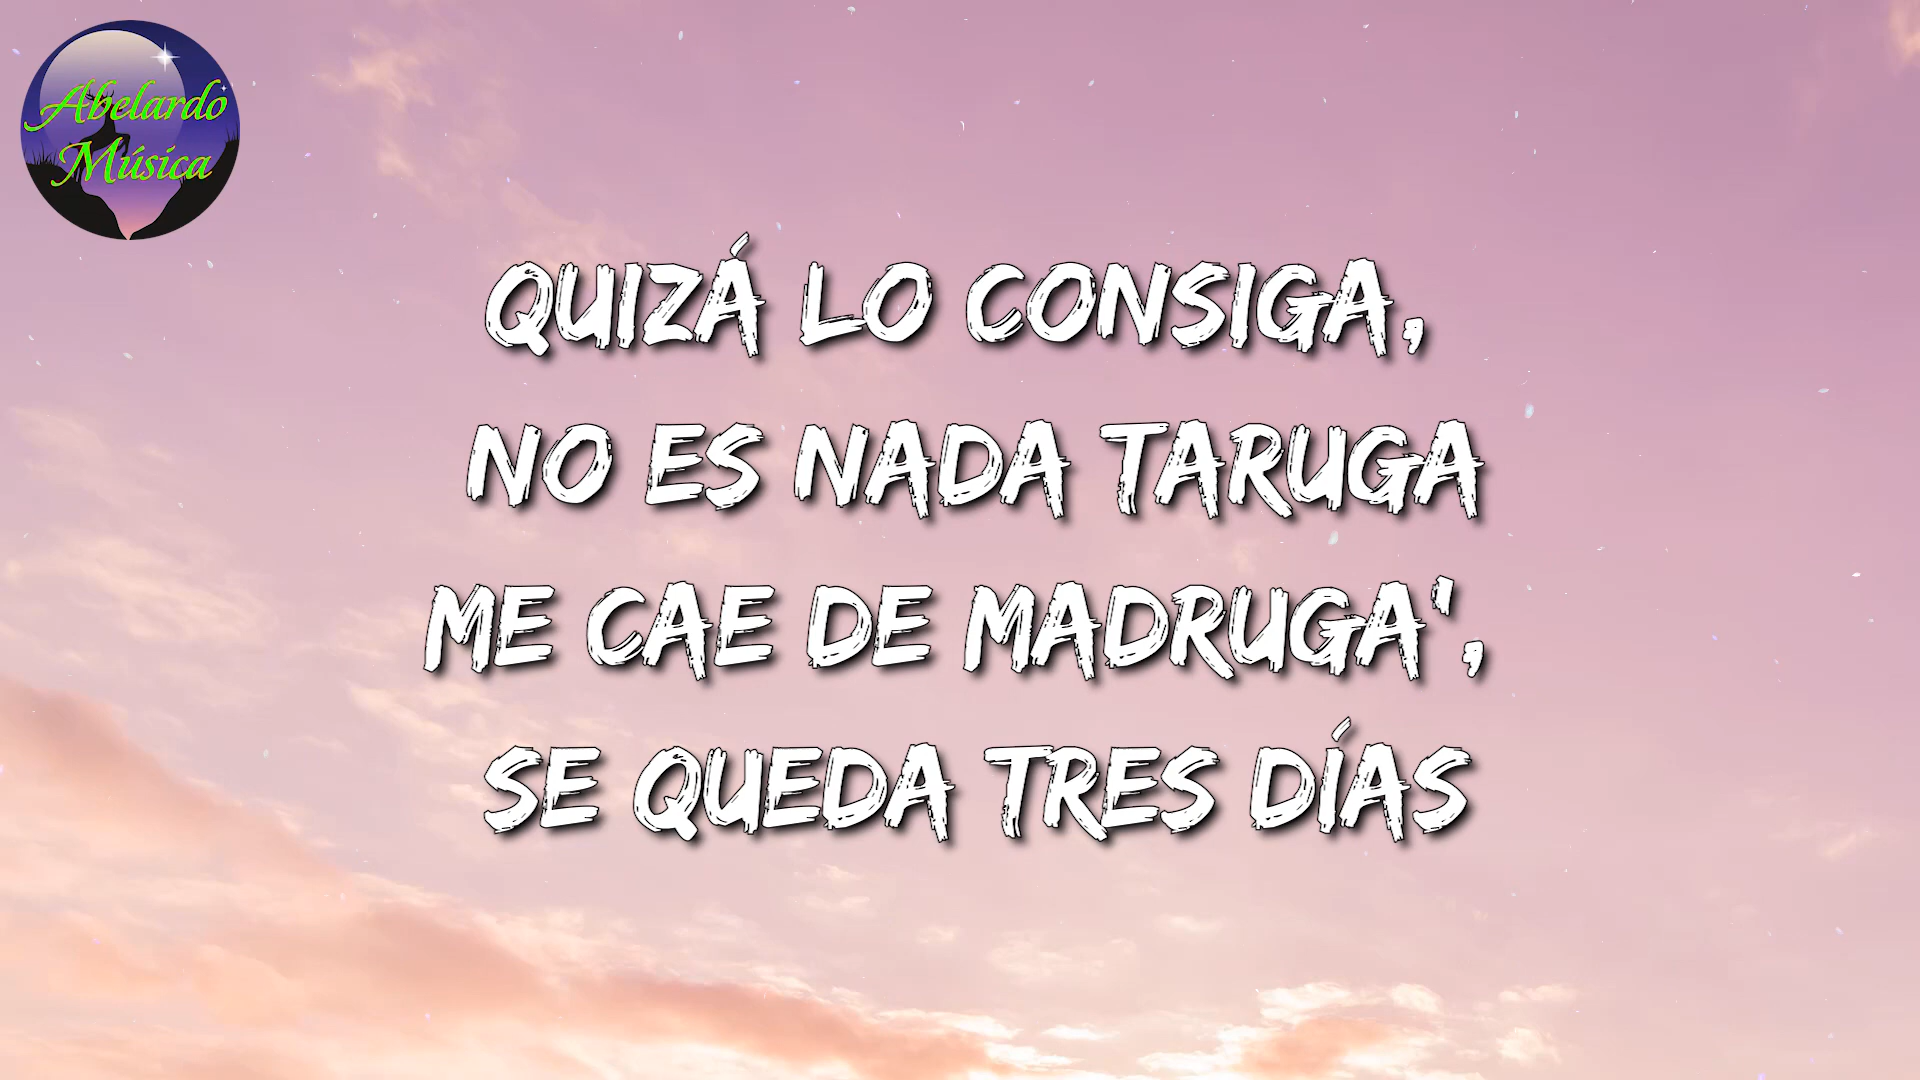 Abelardo
Música
QUIZÁ LO CONSIGA,
NO ES NADA TARUGA
ME CAE DE MADRUGA',
SE QUEDA TRES DÍAS